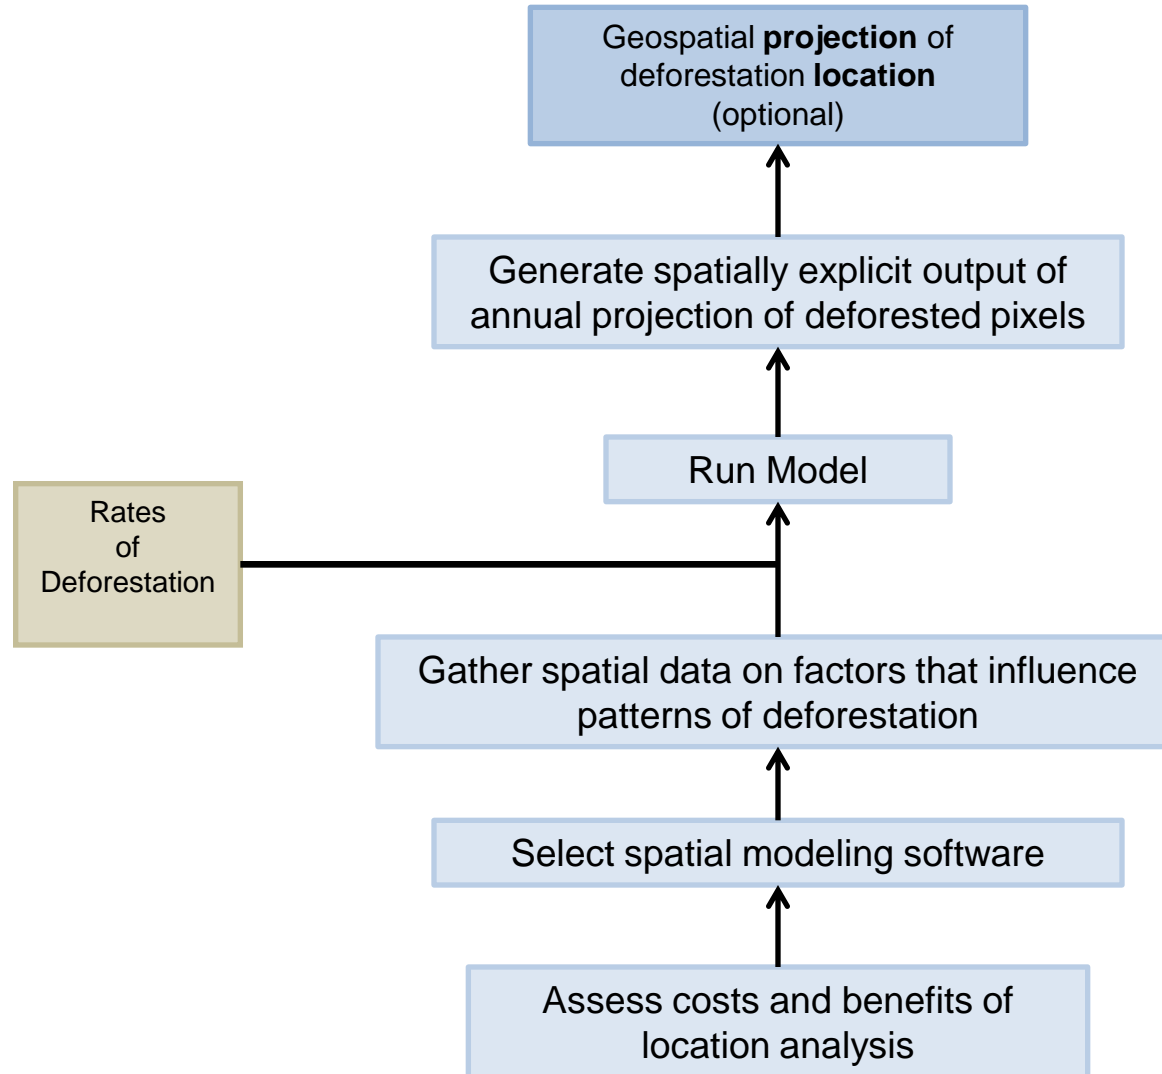 Geospatial projection of
deforestation location
(optional)
Generate spatially explicit output of
annual projection of deforested pixels
Run Model
Rates
of
Deforestation
Gather spatial data on factors that influence
patterns of deforestation
Select spatial modeling software
Assess costs and benefits of
location analysis